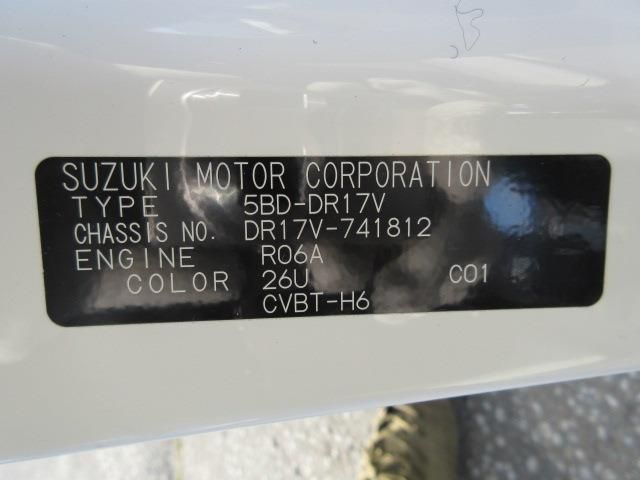 SUZUKI MOTOR CORPORATION
TYPE 5BD-DR17V
CHASSIS NO. DR17V-741812
ENGINE R06A
COLOR 26U C01
CVBT-H6